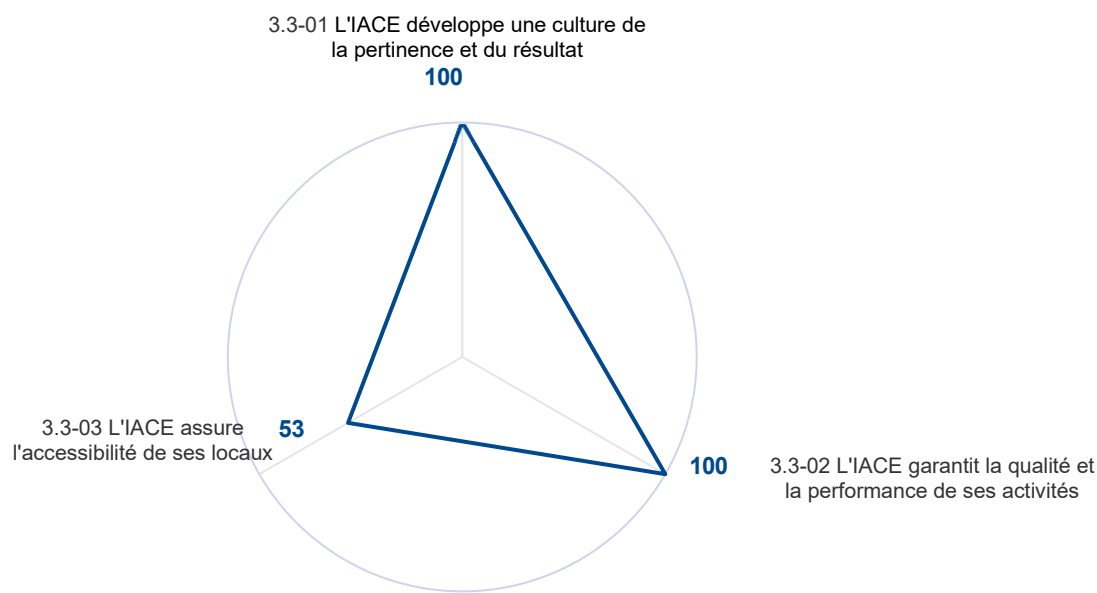 3.3-01 L'IACE développe une culture de
la pertinence et du résultat
100
3.3-03 L'IACE assure
l'accessibilité de ses locaux
53
100
3.3-02 L'IACE garantit la qualité et
la performance de ses activités